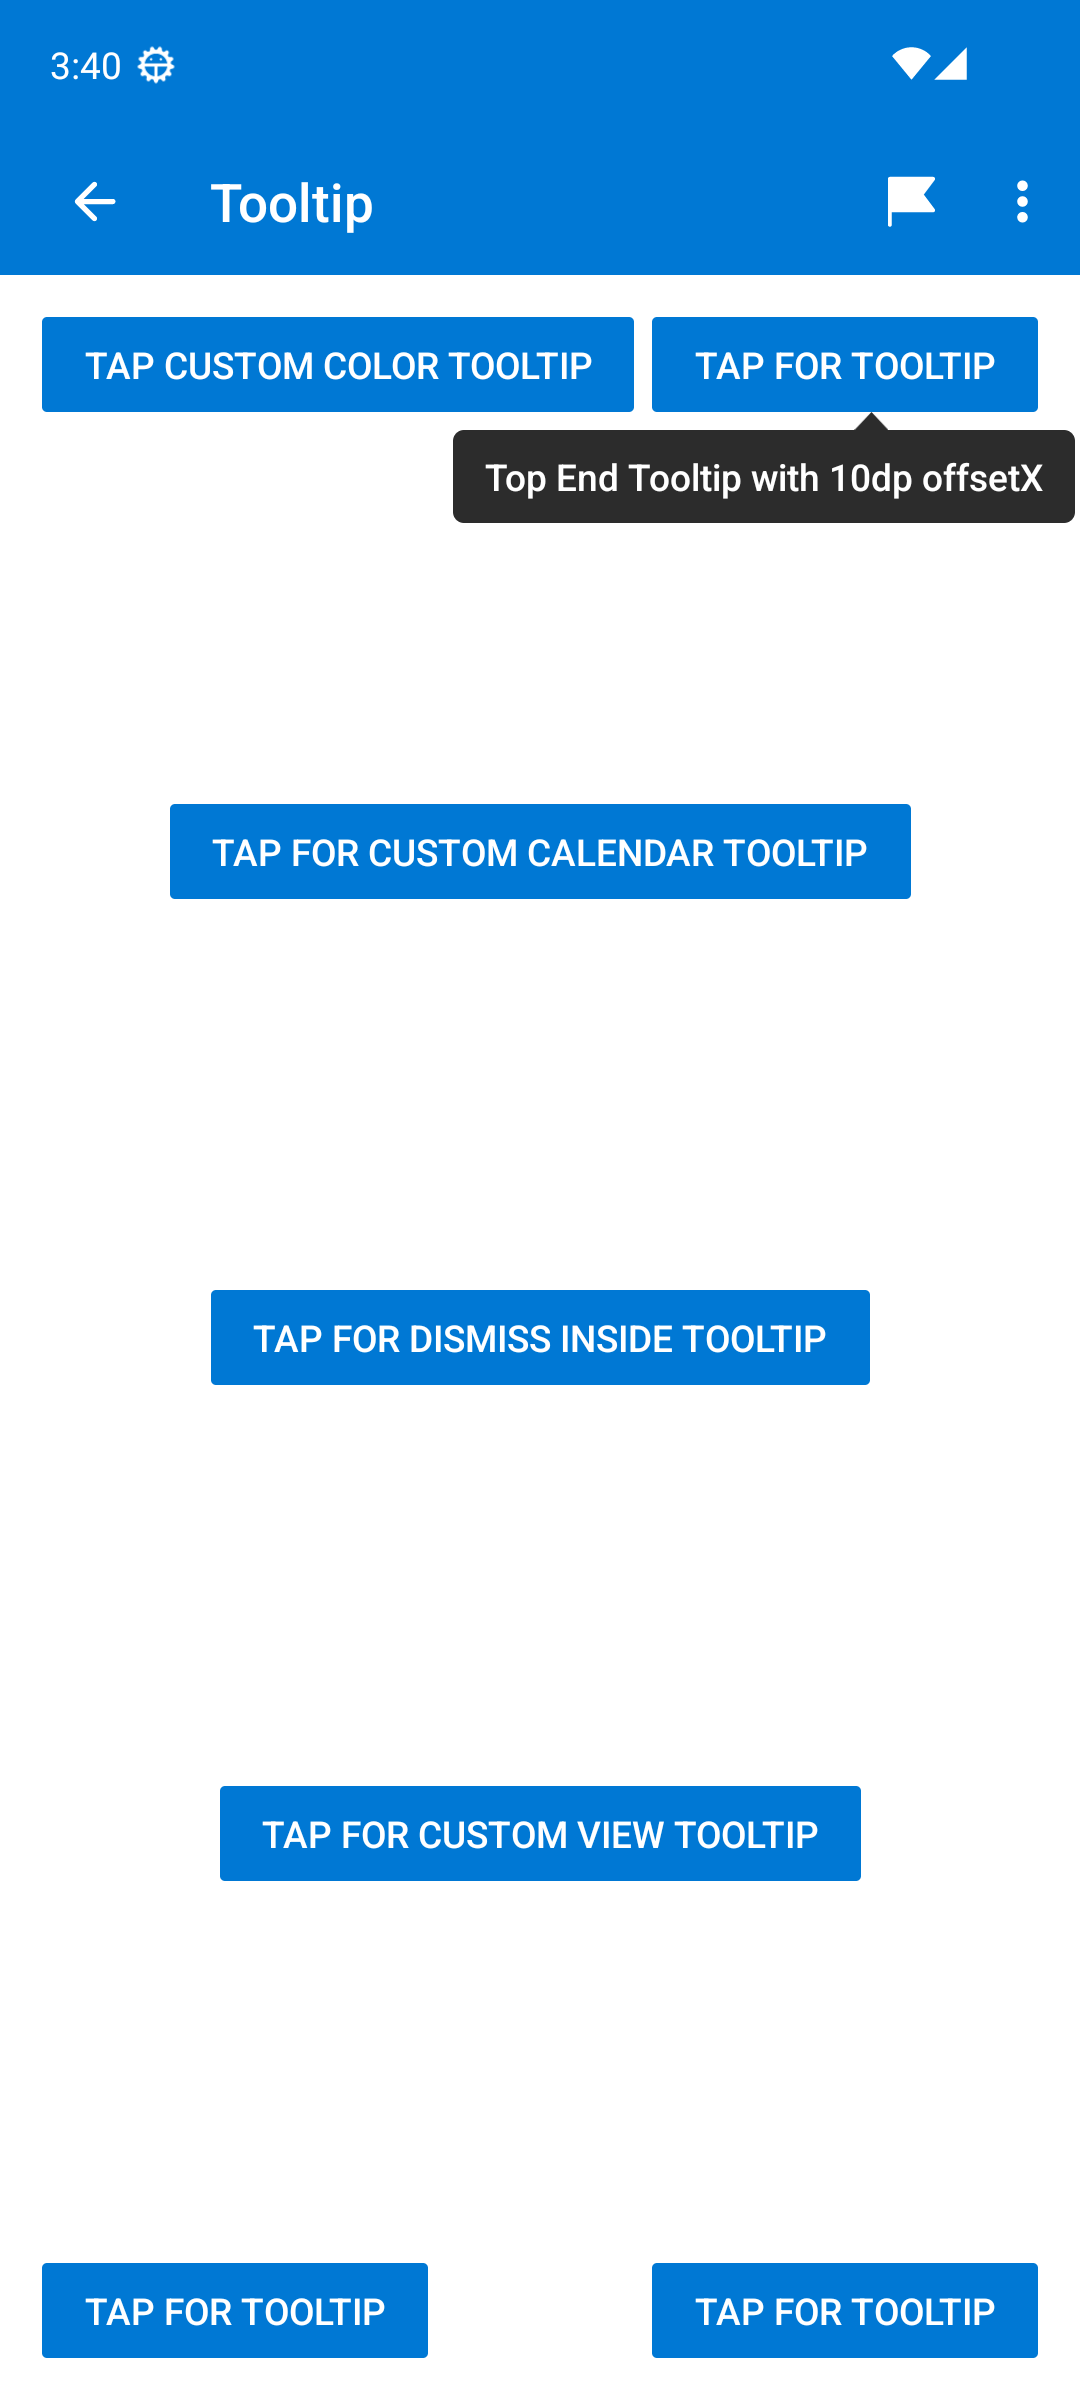 3:40
Tooltip
TAP CUSTOM COLOR TOOLTIP
TAP FOR TOOLTIP
Top End Tooltip with 10dp offsetX
TAP FOR CUSTOM CALENDAR TOOLTIP
TAP FOR DISMISS INSIDE TOOLTIP
TAP FOR CUSTOM VIEW TOOLTIP
TAP FOR TOOLTIP
TAP FOR TOOLTIP